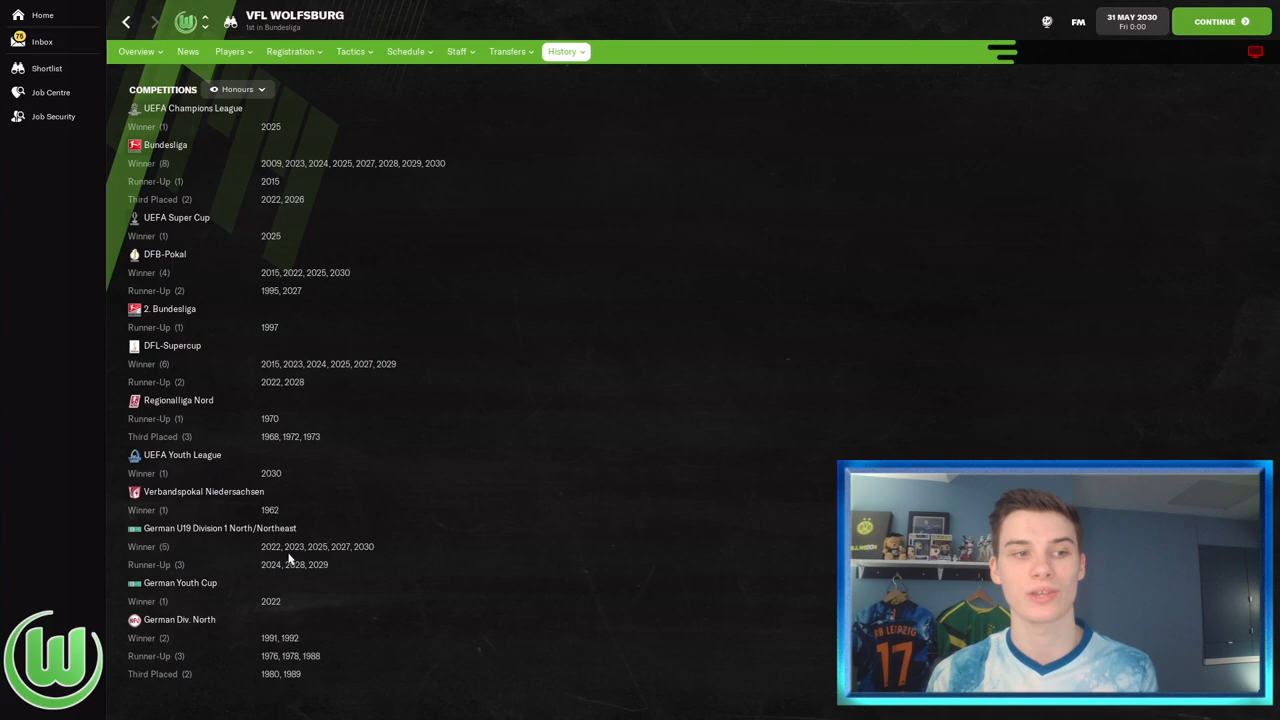 Home
75
Inbox
Shortlist
Job Centre
Job Security
VFL WOLFSBURG
1st in Bundesliga
FM
31 MAY 2030
Fri 0:00
CONTINUE
Overview
News
Players
Registration
Tactics
Schedule
Staff
Transfers
History
COMPETITIONS
Honours
UEFA Champions League
Winner (1) 2025
Bundesliga
Winner (8) 2009, 2023, 2024, 2025, 2027, 2028, 2029, 2030
Runner-Up (1) 2015
Third Placed (2) 2022, 2026
UEFA Super Cup
Winner (1) 2025
DFB-Pokal
Winner (4) 2015, 2022, 2025, 2030
Runner-Up (2) 1995, 2027
2. Bundesliga
Runner-Up (1) 1997
DFL-Supercup
Winner (6) 2015, 2023, 2024, 2025, 2027, 2029
Runner-Up (2) 2022, 2028
Regionalliga Nord
Runner-Up (1) 1970
Third Placed (3) 1968, 1972, 1973
UEFA Youth League
Winner (1) 2030
Verbandspokal Niedersachsen
Winner (1) 1962
German U19 Division 1 North/Northeast
Winner (5) 2022, 2023, 2025, 2027, 2030
Runner-Up (3) 2024, 2028, 2029
German Youth Cup
Winner (1) 2022
German Div. North
Winner (2) 1991, 1992
Runner-Up (3) 1976, 1978, 1988
Third Placed (2) 1980, 1989
RB LEIPZIG
17